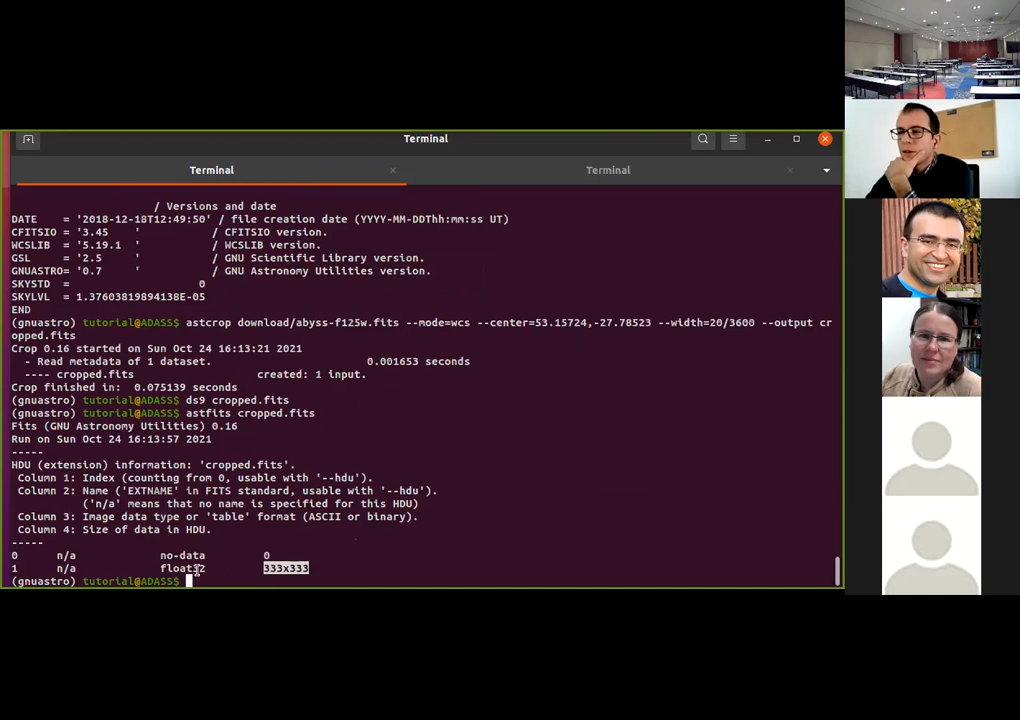 Terminal
Terminal
Terminal
/ Versions and date
DATE    = '2018-12-18T12:49:50' / file creation date (YYYY-MM-DDThh:mm:ss UT)
CFITSIO = '3.45    '           / CFITSIO version.
WCSLIB  = '5.19.1  '           / WCSLIB version.
GSL     = '2.5     '           / GNU Scientific Library version.
GNUASTRO= '0.7     '           / GNU Astronomy Utilities version.
SKYSTD  =                    0
SKYLVL  = 1.37603819894138E-05
END
(gnuastro) tutorial@ADASS$ astcrop download/abyss-f125w.fits --mode=wcs --center=53.15724,-27.78523 --width=20/3600 --output cr
opped.fits
Crop 0.16 started on Sun Oct 24 16:13:21 2021
  - Read metadata of 1 dataset.                    0.001653 seconds
  ---- cropped.fits                 created: 1 input.
Crop finished in:  0.075139 seconds
(gnuastro) tutorial@ADASS$ ds9 cropped.fits
(gnuastro) tutorial@ADASS$ astfits cropped.fits
Fits (GNU Astronomy Utilities) 0.16
Run on Sun Oct 24 16:13:57 2021
-----
HDU (extension) information: 'cropped.fits'.
 Column 1: Index (counting from 0, usable with '--hdu').
 Column 2: Name ('EXTNAME' in FITS standard, usable with '--hdu').
           ('n/a' means that no name is specified for this HDU)
 Column 3: Image data type or 'table' format (ASCII or binary).
 Column 4: Size of data in HDU.
-----
0      n/a             no-data         0
1      n/a             float32         333x333
(gnuastro) tutorial@ADASS$